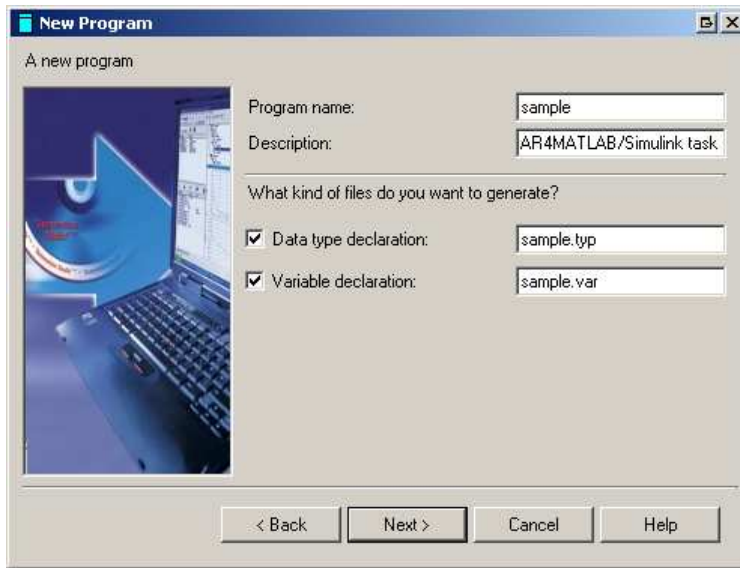 New Program
A new program
Program name: sample
Description: AR4MATLAB/Simulink task
What kind of files do you want to generate?
Data type declaration: sample.typ
Variable declaration: sample.var
< Back Next > Cancel Help